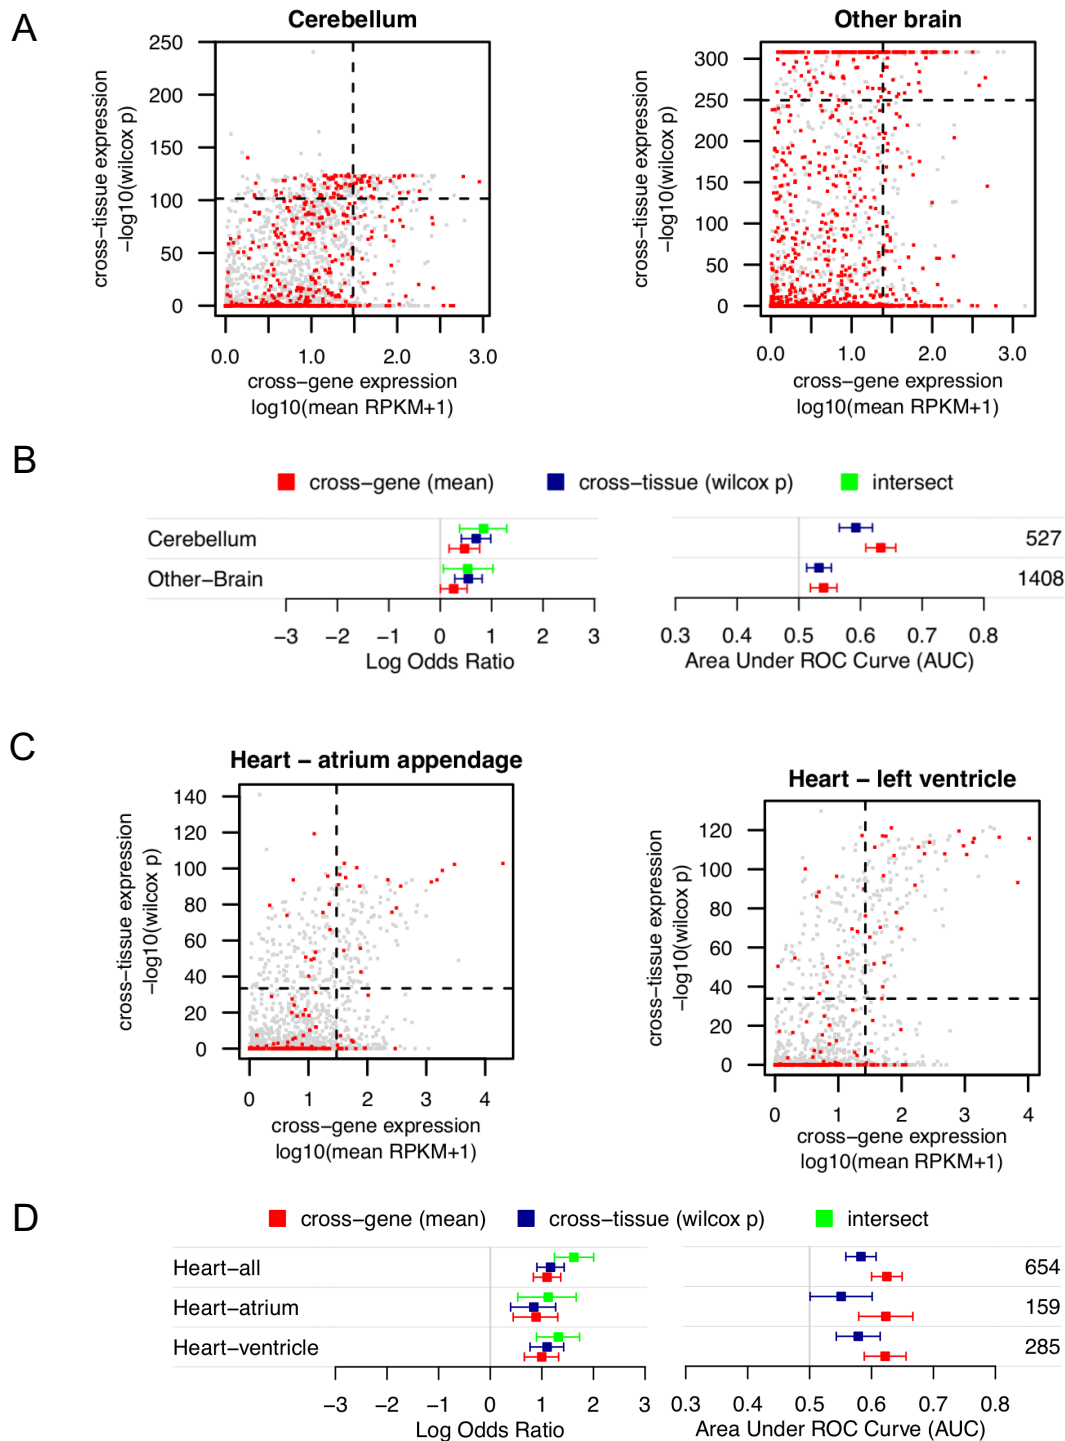 A
Cerebellum
Other brain
cross−tissue expression
−log10(wilcox p)
250
200
150
100
50
0
0.0 1.0 2.0 3.0
cross−gene expression
log10(mean RPKM+1)
cross−tissue expression
−log10(wilcox p)
300
250
200
150
100
50
0
0.0 1.0 2.0 3.0
cross−gene expression
log10(mean RPKM+1)
B
cross−gene (mean) cross−tissue (wilcox p) intersect
Cerebellum 527
Other−Brain 1408
−3 −2 −1 0 1 2 3
Log Odds Ratio
0.3 0.4 0.5 0.6 0.7 0.8
Area Under ROC Curve (AUC)
C
Heart − atrium appendage
cross−tissue expression
−log10(wilcox p)
140
120
100
80
60
40
20
0
0 1 2 3 4
cross−gene expression
log10(mean RPKM+1)
Heart − left ventricle
cross−tissue expression
−log10(wilcox p)
120
100
80
60
40
20
0
0 1 2 3 4
cross−gene expression
log10(mean RPKM+1)
D
cross−gene (mean) cross−tissue (wilcox p) intersect
Heart−all 654
Heart−atrium 159
Heart−ventricle 285
−3 −2 −1 0 1 2 3
Log Odds Ratio
0.3 0.4 0.5 0.6 0.7 0.8
Area Under ROC Curve (AUC)